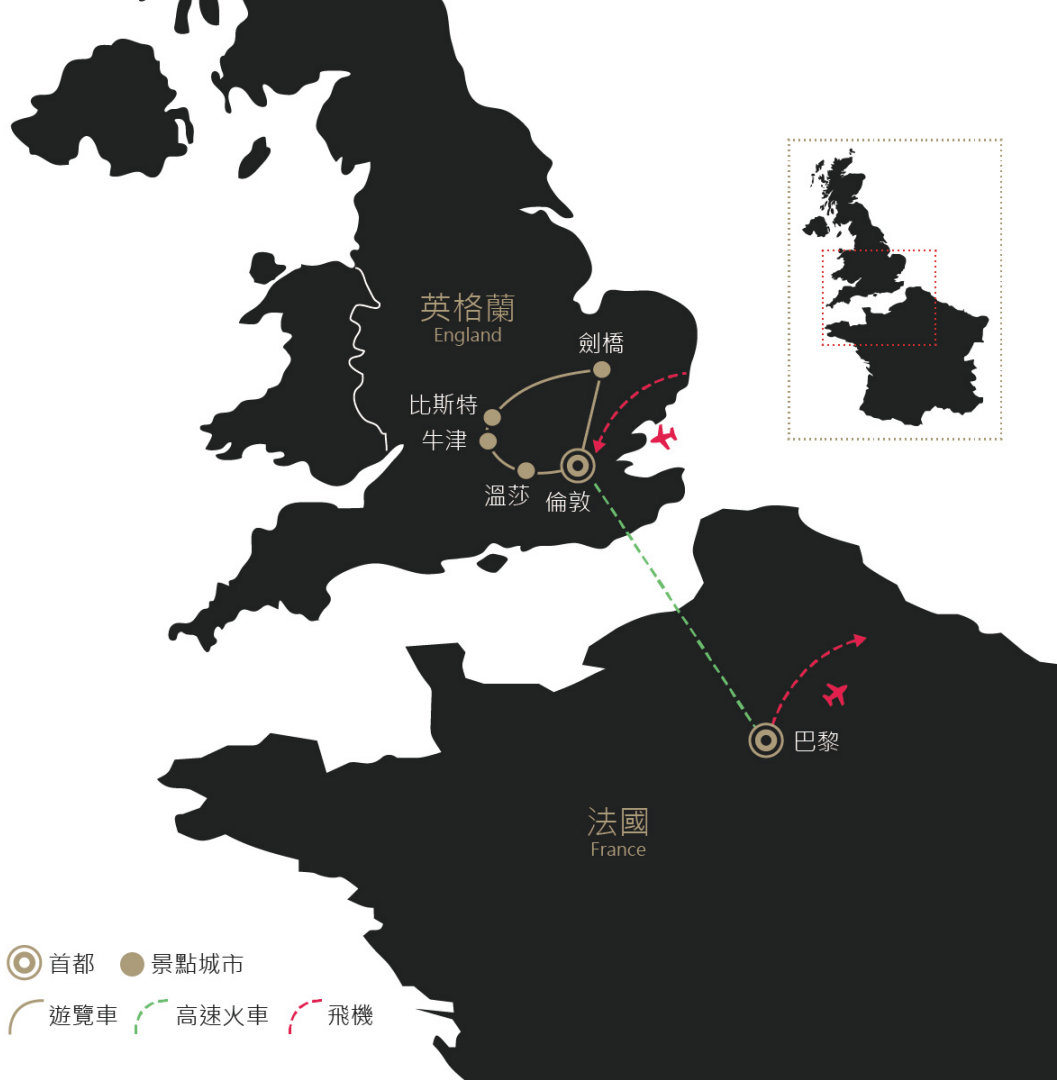 英格蘭
England
劍橋
比斯特
牛津
溫莎
倫敦
巴黎
法國
France
首都
景點城市
遊覽車
高速火車
飛機